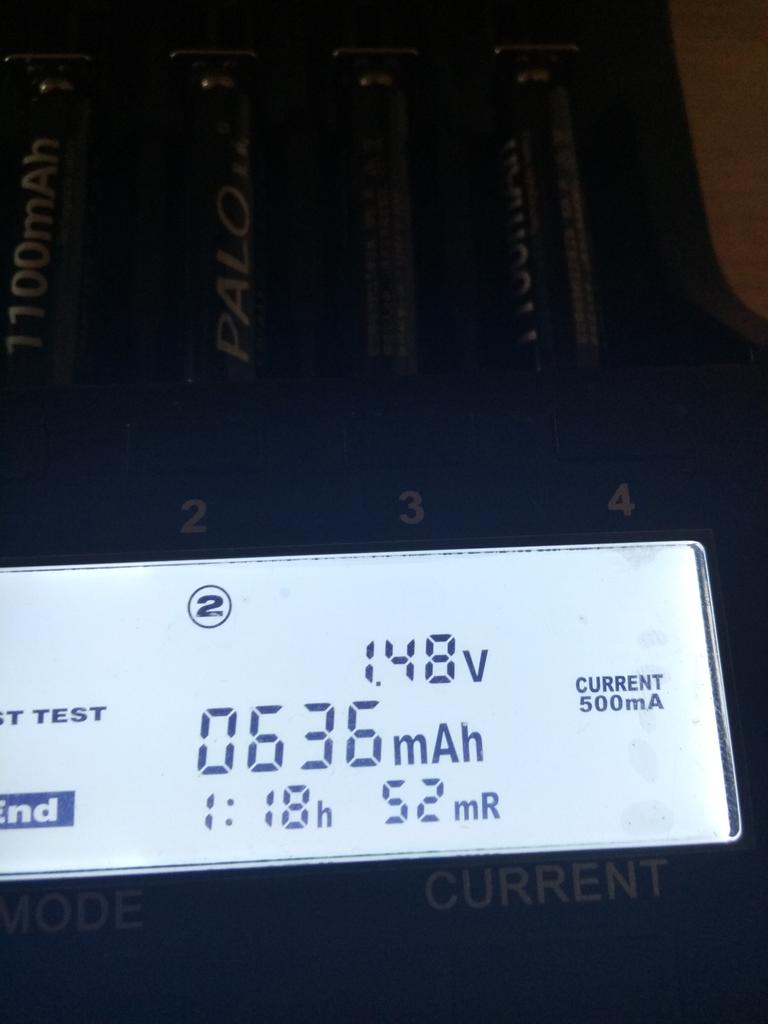 1100mAh
PALO
1100mAh
2 3 4
2
1.48V
CURRENT
500mA
ST TEST
0636mAh
End
1:18h 52mR
MODE CURRENT